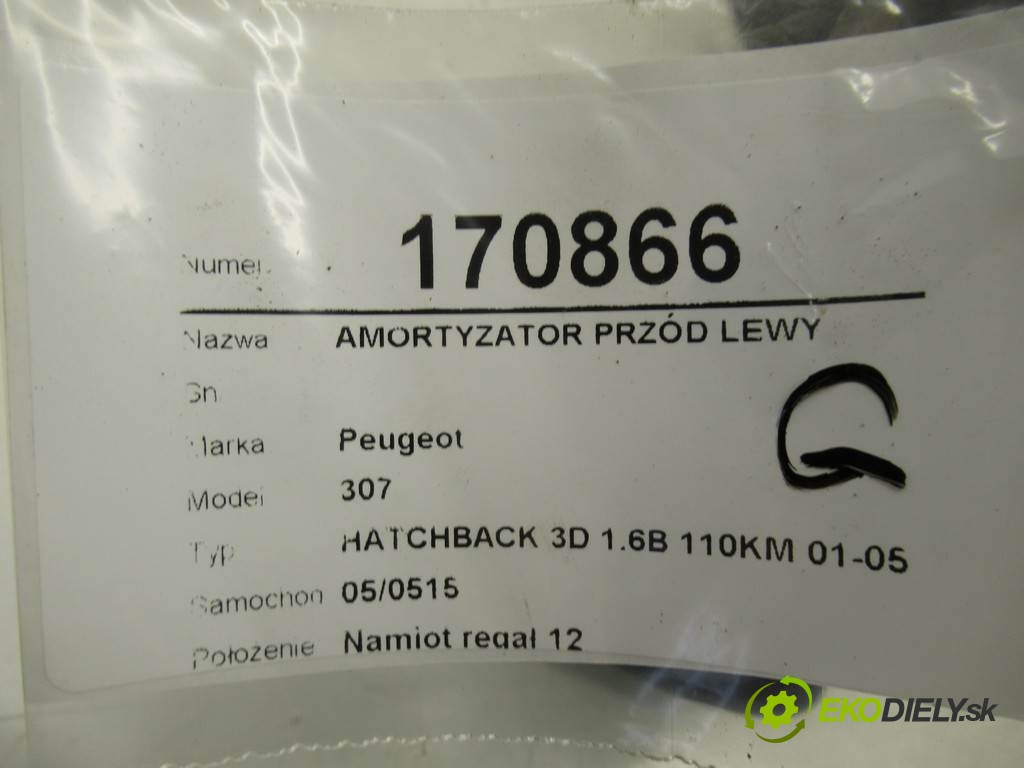 Numer 170866
Nazwa AMORTYZATOR PRZÓD LEWY
Sn
Marka Peugeot
Model 307
Typ HATCHBACK 3D 1.6B 110KM 01-05
Samochód 05/0515
Położenie Namiot regał 12
G
EKODIELY.sk